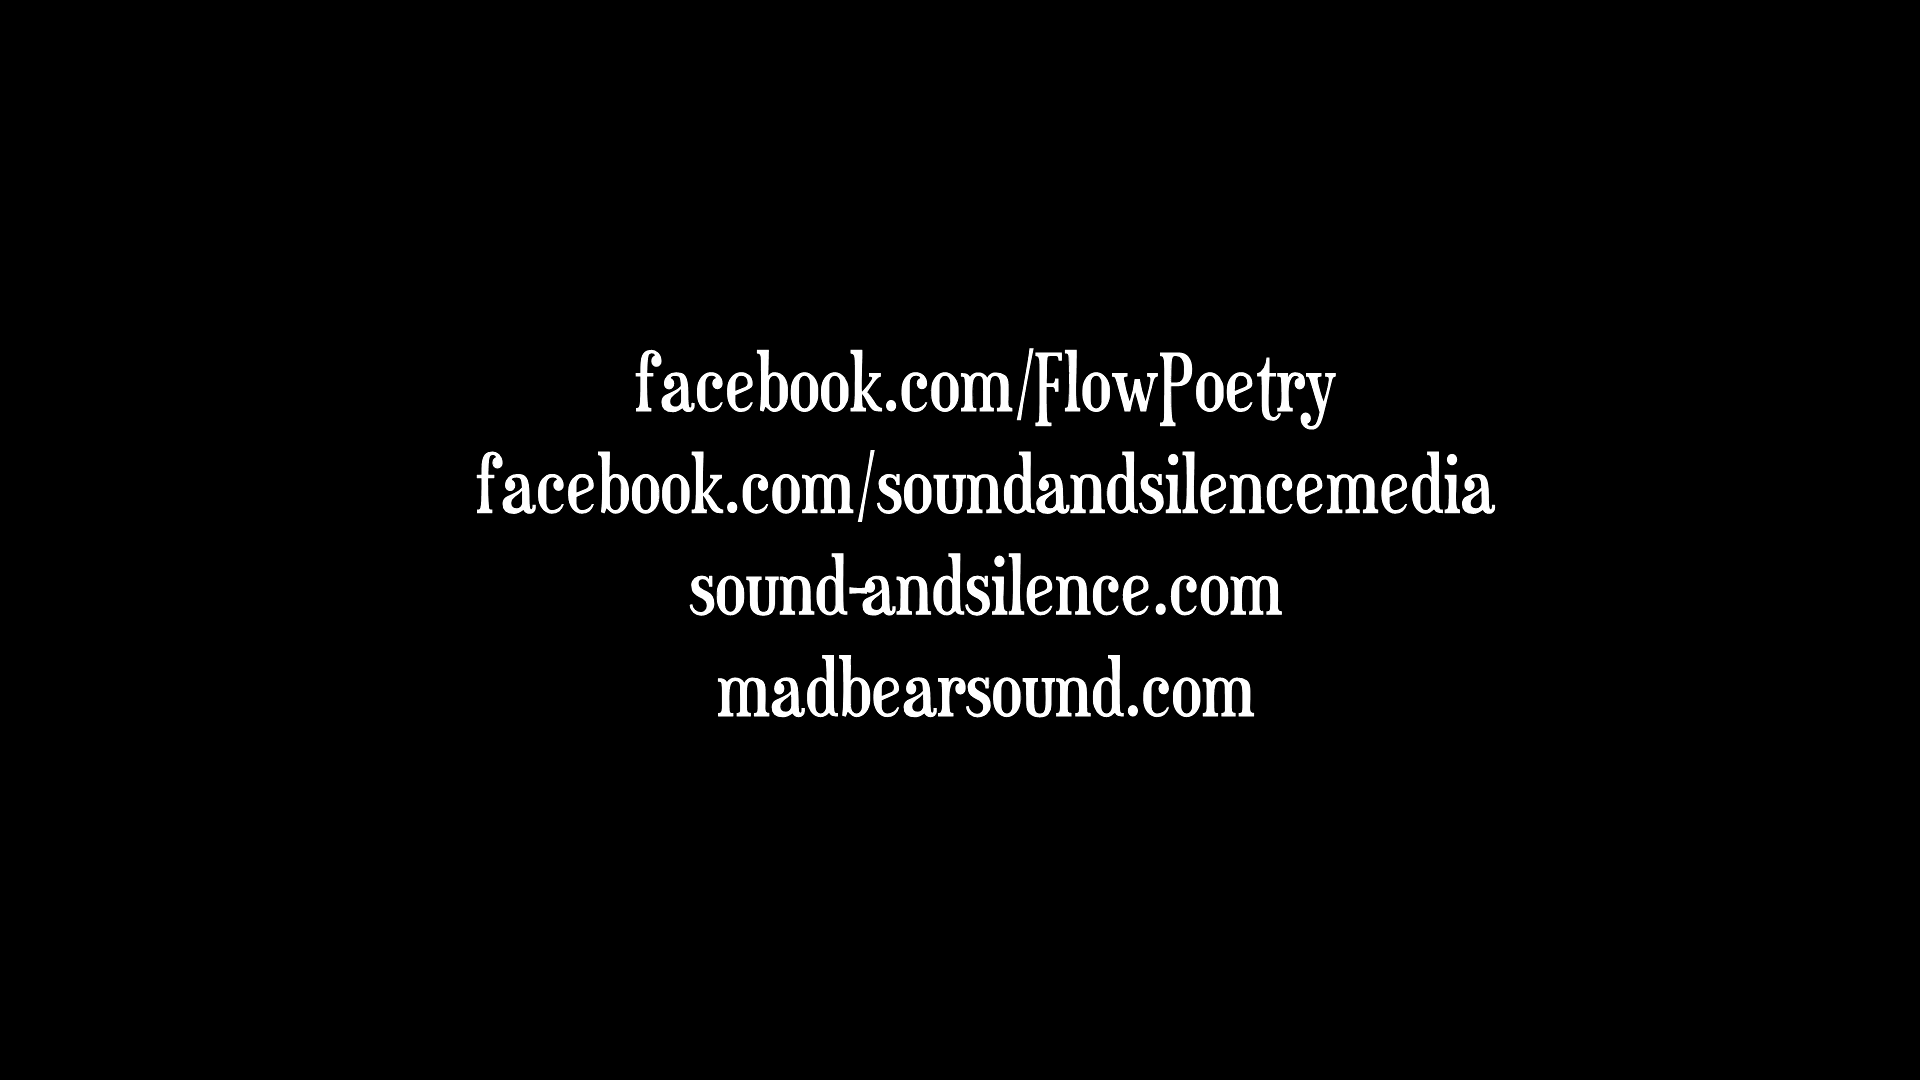 facebook.com/FlowPoetry
facebook.com/soundandsilencemedia
sound-andsilence.com
madbearsound.com